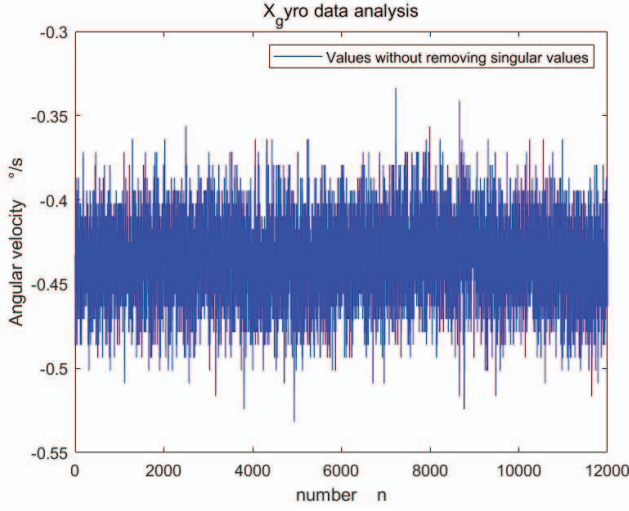 X_gyro data analysis
-0.3
Values without removing singular values
-0.35
-0.4
-0.45
-0.5
-0.55
Angular velocity °/s
0 2000 4000 6000 8000 10000 12000
number n